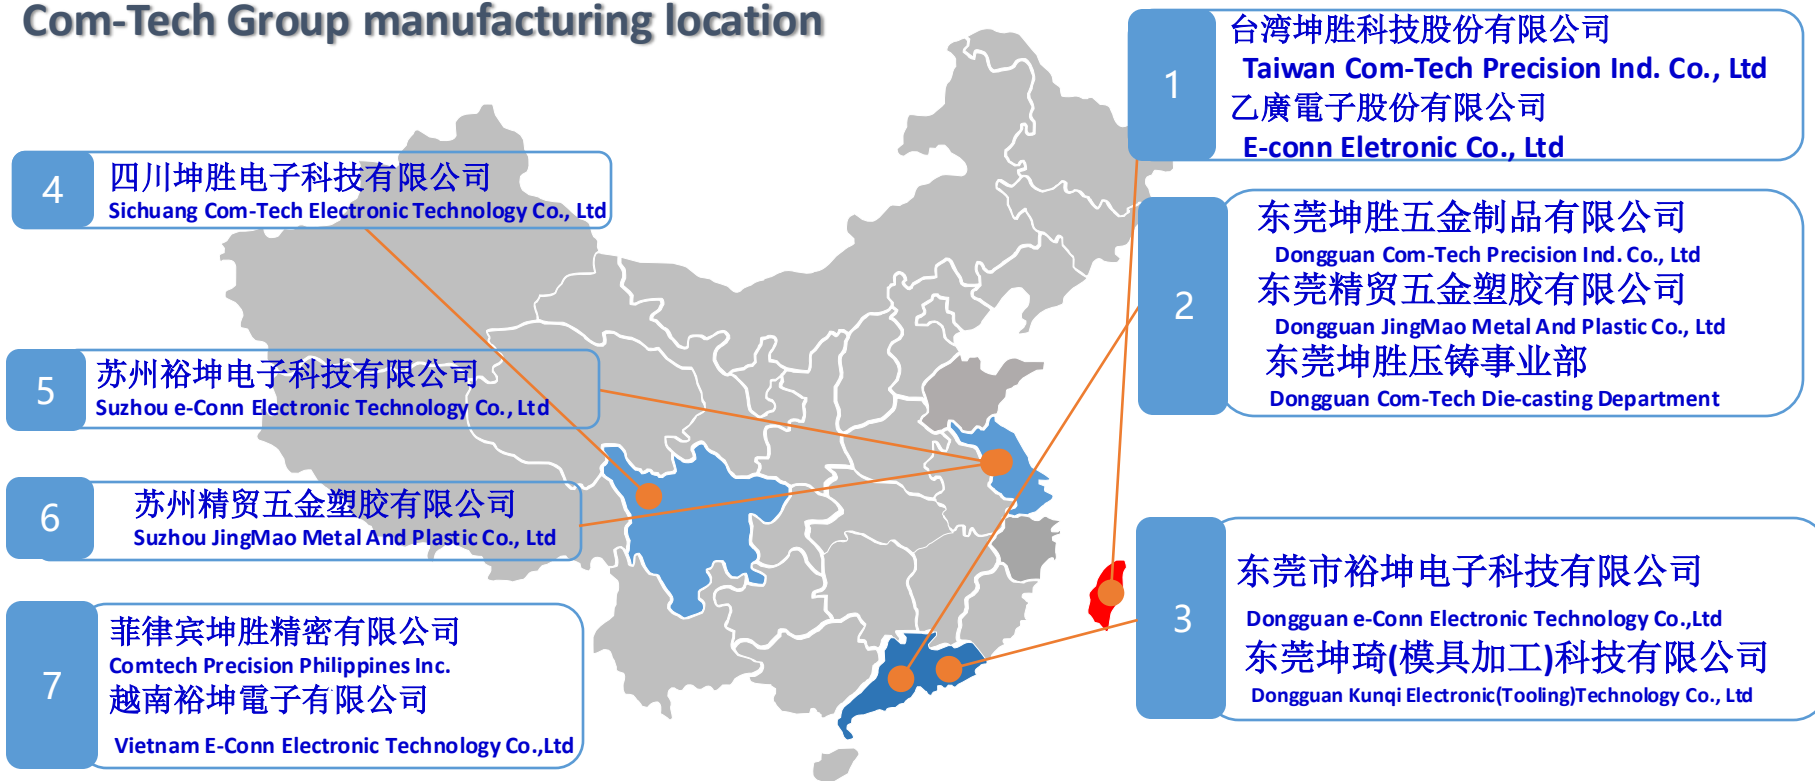 Com-Tech Group manufacturing location
1
台湾坤胜科技股份有限公司
Taiwan Com-Tech Precision Ind. Co., Ltd
乙廣電子股份有限公司
E-conn Eletronic Co., Ltd
2
东莞坤胜五金制品有限公司
Dongguan Com-Tech Precision Ind. Co., Ltd
东莞精贸五金塑胶有限公司
Dongguan JingMao Metal And Plastic Co., Ltd
东莞坤胜压铸事业部
Dongguan Com-Tech Die-casting Department
3
东莞市裕坤电子科技有限公司
Dongguan e-Conn Electronic Technology Co.,Ltd
东莞坤琦(模具加工)科技有限公司
Dongguan Kunqi Electronic(Tooling)Technology Co., Ltd
4
四川坤胜电子科技有限公司
Sichuang Com-Tech Electronic Technology Co., Ltd
5
苏州裕坤电子科技有限公司
Suzhou e-Conn Electronic Technology Co., Ltd
6
苏州精贸五金塑胶有限公司
Suzhou JingMao Metal And Plastic Co., Ltd
7
菲律宾坤胜精密有限公司
Comtech Precision Philippines Inc.
越南裕坤電子有限公司
Vietnam E-Conn Electronic Technology Co.,Ltd